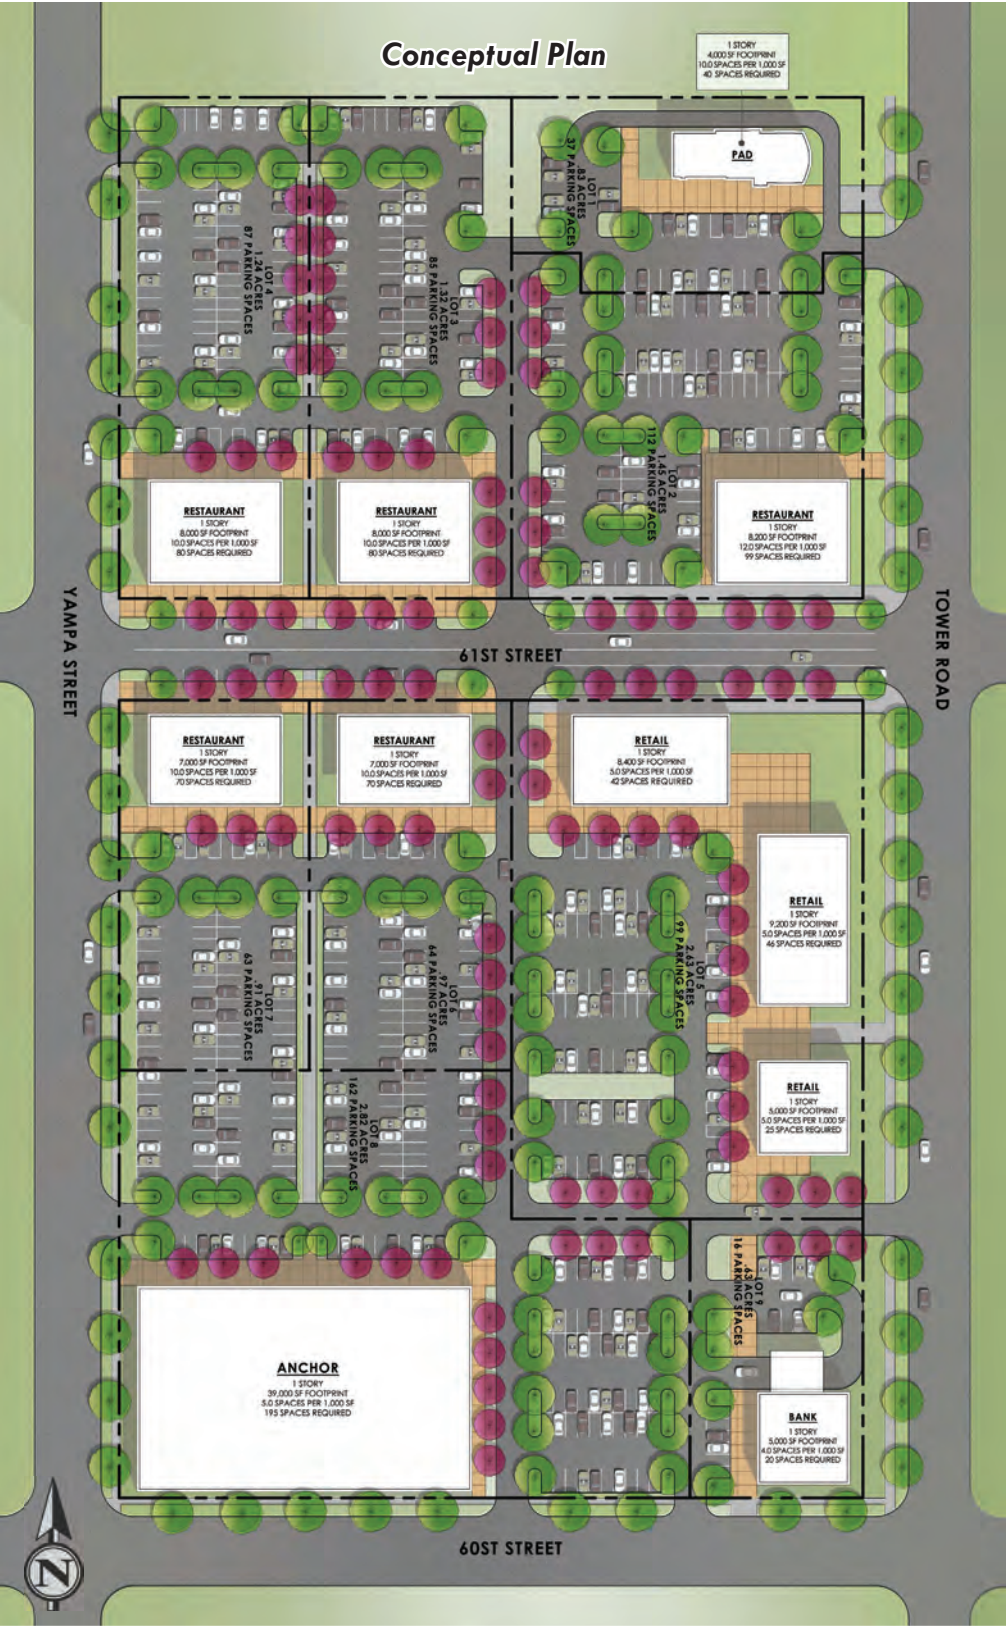 Conceptual Plan
1 STORY
4,000 SF FOOTPRINT
10.0 SPACES PER 1,000 SF
40 SPACES REQUIRED
PAD
LOT 1
.83 ACRES
37 PARKING SPACES
LOT 4
1.24 ACRES
87 PARKING SPACES
LOT 3
1.32 ACRES
85 PARKING SPACES
LOT 2
1.45 ACRES
112 PARKING SPACES
RESTAURANT
1 STORY
8,000 SF FOOTPRINT
10.0 SPACES PER 1,000 SF
80 SPACES REQUIRED
RESTAURANT
1 STORY
8,000 SF FOOTPRINT
10.0 SPACES PER 1,000 SF
80 SPACES REQUIRED
RESTAURANT
1 STORY
8,200 SF FOOTPRINT
12.0 SPACES PER 1,000 SF
99 SPACES REQUIRED
YAMPA STREET
61ST STREET
TOWER ROAD
RESTAURANT
1 STORY
7,000 SF FOOTPRINT
10.0 SPACES PER 1,000 SF
70 SPACES REQUIRED
RESTAURANT
1 STORY
7,000 SF FOOTPRINT
10.0 SPACES PER 1,000 SF
70 SPACES REQUIRED
RETAIL
1 STORY
8,400 SF FOOTPRINT
5.0 SPACES PER 1,000 SF
42 SPACES REQUIRED
RETAIL
1 STORY
9,200 SF FOOTPRINT
5.0 SPACES PER 1,000 SF
46 SPACES REQUIRED
LOT 7
.91 ACRES
63 PARKING SPACES
LOT 6
.97 ACRES
64 PARKING SPACES
LOT 5
2.63 ACRES
99 PARKING SPACES
RETAIL
1 STORY
5,000 SF FOOTPRINT
5.0 SPACES PER 1,000 SF
25 SPACES REQUIRED
LOT 8
2.82 ACRES
162 PARKING SPACES
LOT 9
.63 ACRES
16 PARKING SPACES
ANCHOR
1 STORY
39,000 SF FOOTPRINT
5.0 SPACES PER 1,000 SF
195 SPACES REQUIRED
BANK
1 STORY
5,000 SF FOOTPRINT
4.0 SPACES PER 1,000 SF
20 SPACES REQUIRED
60ST STREET
N